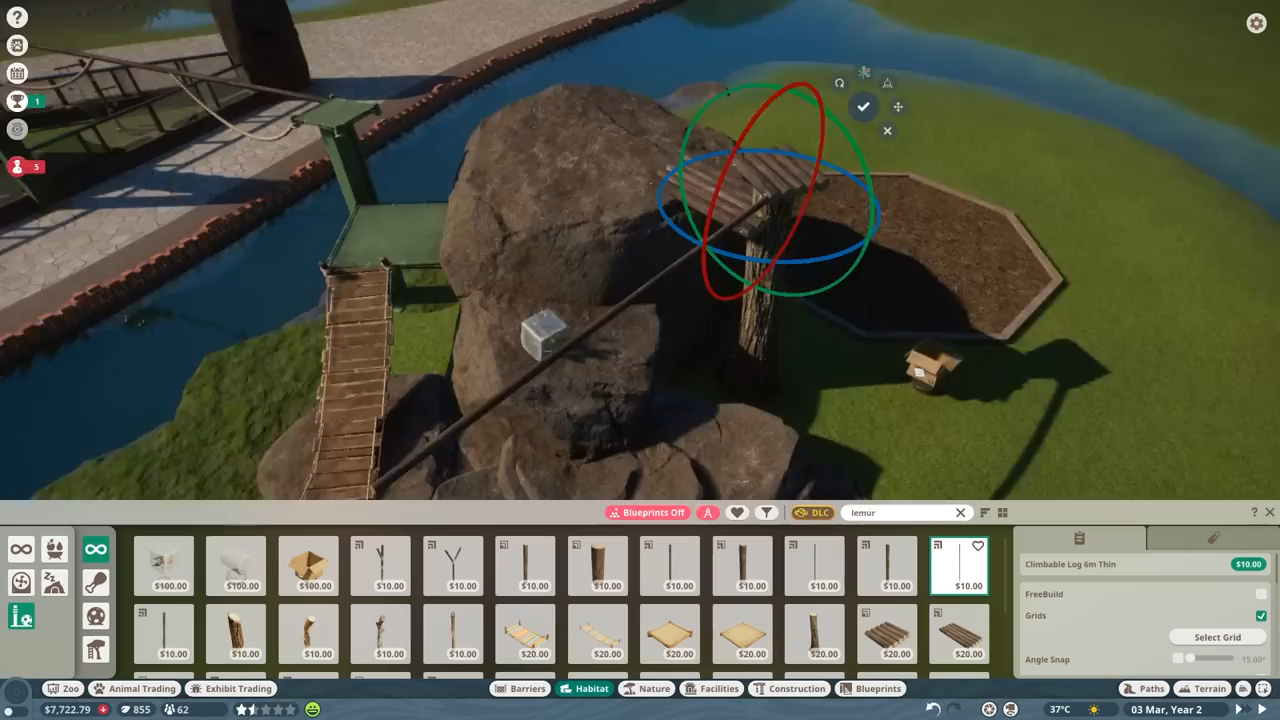 ?
1
5
Blueprints Off
DLC
lemur
?
$100.00
$100.00
$100.00
$10.00
$10.00
$10.00
$10.00
$10.00
$10.00
$10.00
$10.00
$10.00
$10.00
$10.00
$10.00
$10.00
$10.00
$20.00
$20.00
$20.00
$20.00
$20.00
$20.00
$20.00
Climbable Log 6m Thin
$10.00
FreeBuild
Grids
Select Grid
Angle Snap
15.00°
Zoo
Animal Trading
Exhibit Trading
Barriers
Habitat
Nature
Facilities
Construction
Blueprints
Paths
Terrain
$7,722.79
855
62
37°C
03 Mar, Year 2